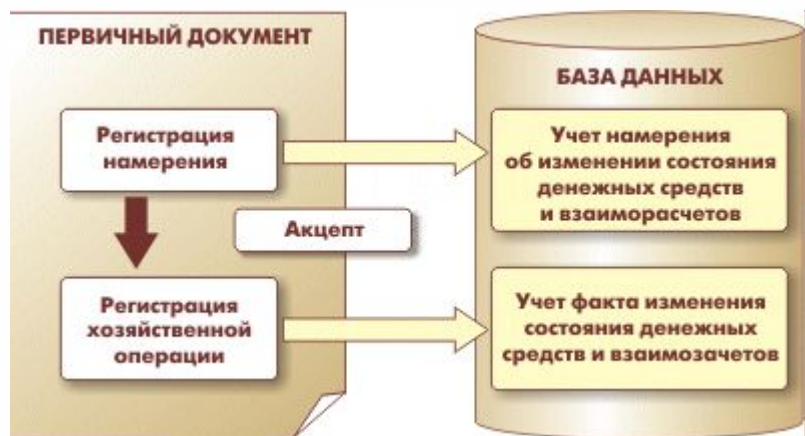 ПЕРВИЧНЫЙ ДОКУМЕНТ
Регистрация
намерения
Акцепт
Регистрация
хозяйственной
операции
БАЗА ДАННЫХ
Учет намерения
об изменении состояния
денежных средств
и взаиморасчетов
Учет факта изменения
состояния денежных
средств и взаимозачетов